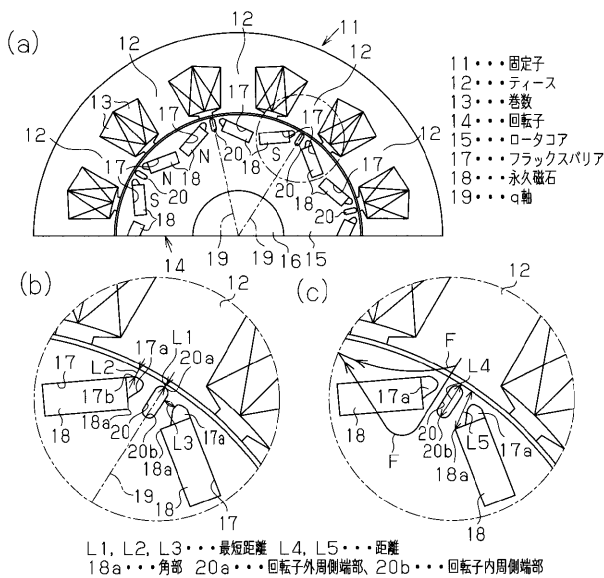 (a)
11
12
12
12
12
12
13
17
17
17
17
17
N
N
S
S
20
20
20
20
20
18
18
18
18
19
19
16
15
14
11・・・固定子
12・・・ティース
13・・・巻数
14・・・回転子
15・・・ロータコア
17・・・フラックスバリア
18・・・永久磁石
19・・・q軸
(b)
12
L1
L2
17a
20a
17
17b
18
18a
20
20b
L3
17a
18a
19
18
17
(c)
12
F
L4
17a
18
20
20b
L5
17a
18a
F
18
L1, L2, L3・・・最短距離 L4, L5・・・距離
18a・・・角部 20a・・・回転子外周側端部、20b・・・回転子内周側端部